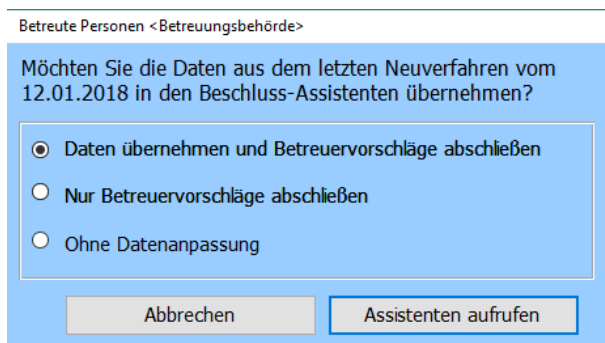 Betreute Personen <Betreuungsbehörde>
Möchten Sie die Daten aus dem letzten Neuverfahren vom
12.01.2018 in den Beschluss-Assistenten übernehmen?
Daten übernehmen und Betreuervorschläge abschließen
Nur Betreuervorschläge abschließen
Ohne Datenanpassung
Abbrechen
Assistenten aufrufen